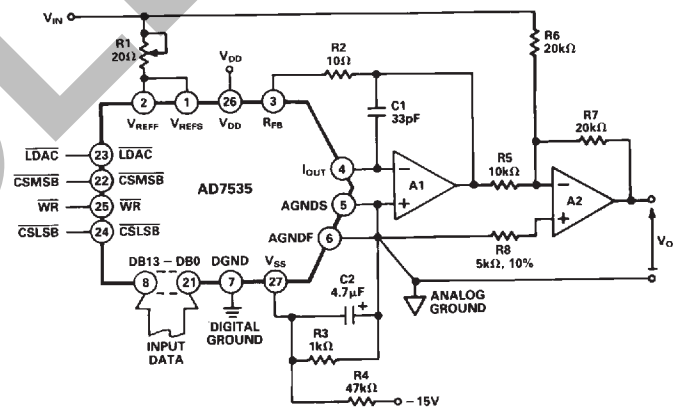 VIN
R1
20Ω
R2
10Ω
R6
20kΩ
VDD
C1
33pF
R7
20kΩ
2
1
26
3
VREFF
VREFS
VDD
RFB
LDAC
23
LDAC
CSMSB
22
CSMSB
WR
25
WR
CSLSB
24
CSLSB
AD7535
IOUT
4
AGNDS
5
AGNDF
6
−
+
A1
R5
10kΩ
−
+
A2
VO
R8
5kΩ, 10%
DB13 – DB0
DGND
VSS
8
21
7
27
C2
4.7μF
+
ANALOG
GROUND
DIGITAL
GROUND
INPUT
DATA
R3
1kΩ
R4
47kΩ
–15V